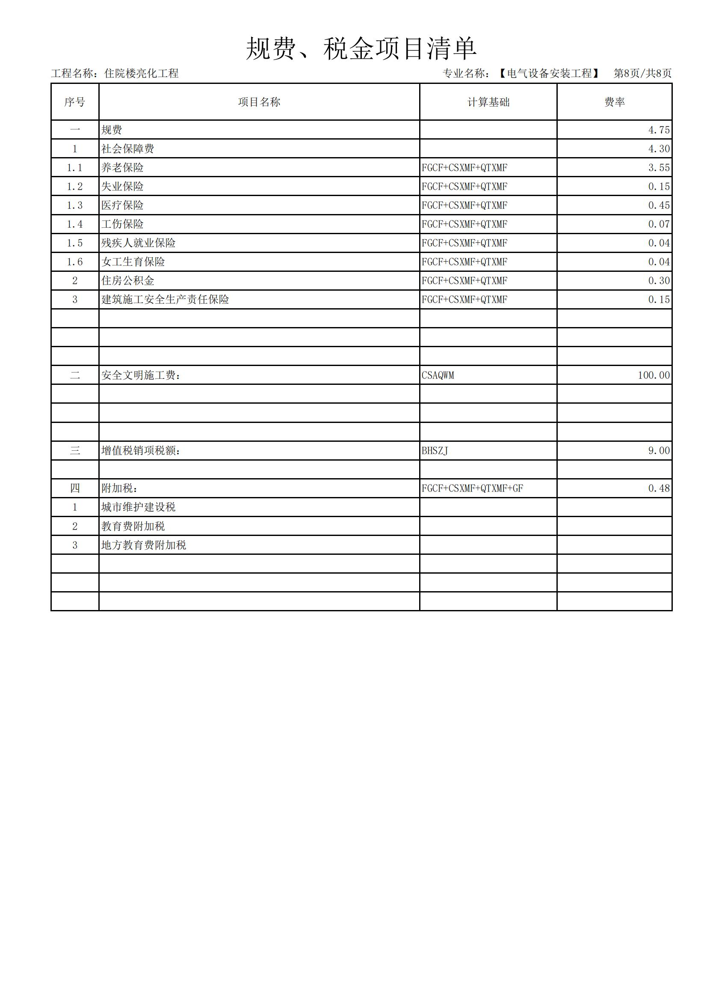 规费、税金项目清单
工程名称：住院楼亮化工程 专业名称：【电气设备安装工程】 第8页/共8页
序号 项目名称 计算基础 费率
一 规费 4.75
1 社会保障费 4.30
1.1 养老保险 FGCF+CSXMF+QTXMF 3.55
1.2 失业保险 FGCF+CSXMF+QTXMF 0.15
1.3 医疗保险 FGCF+CSXMF+QTXMF 0.45
1.4 工伤保险 FGCF+CSXMF+QTXMF 0.07
1.5 残疾人就业保险 FGCF+CSXMF+QTXMF 0.04
1.6 女工生育保险 FGCF+CSXMF+QTXMF 0.04
2 住房公积金 FGCF+CSXMF+QTXMF 0.30
3 建筑施工安全生产责任保险 FGCF+CSXMF+QTXMF 0.15
二 安全文明施工费： CSAQWM 100.00
三 增值税销项税额： BHSZJ 9.00
四 附加税： FGCF+CSXMF+QTXMF+GF 0.48
1 城市维护建设税
2 教育费附加税
3 地方教育费附加税